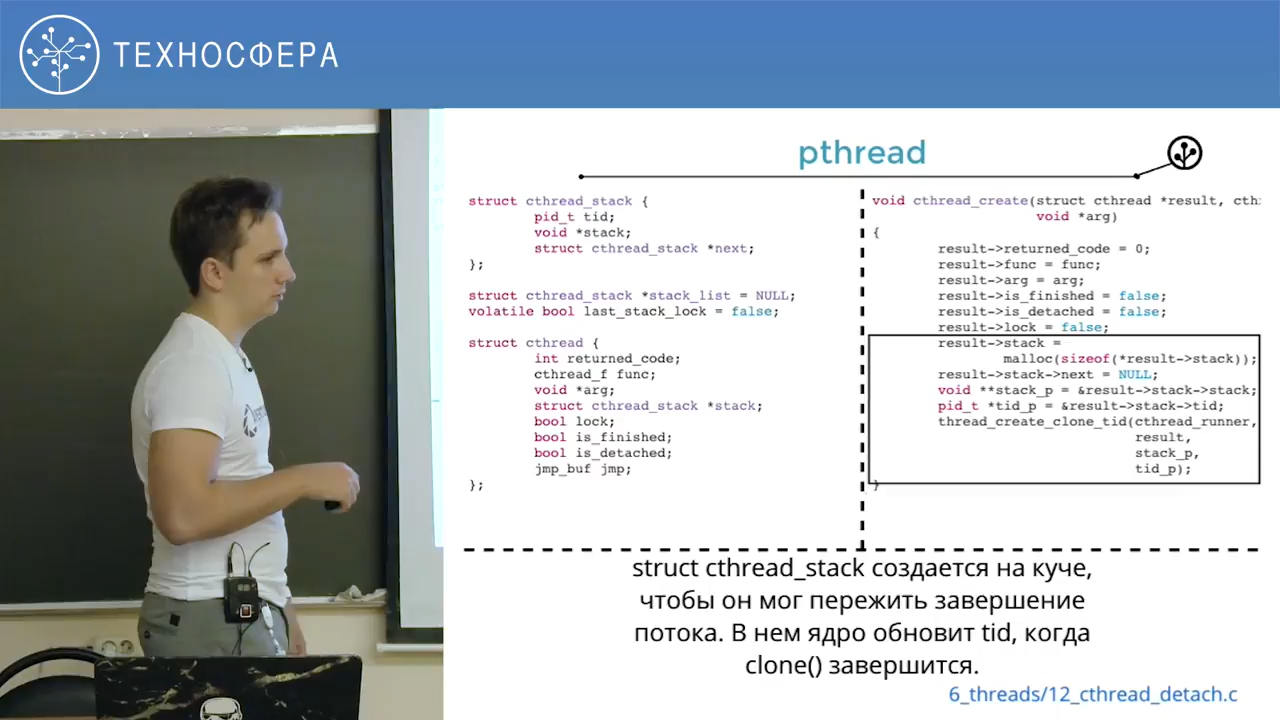 ТЕХНОСФЕРА
pthread
struct cthread_stack {
pid_t tid;
void *stack;
struct cthread_stack *next;
};
struct cthread_stack *stack_list = NULL;
volatile bool last_stack_lock = false;
struct cthread {
int returned_code;
cthread_f func;
void *arg;
struct cthread_stack *stack;
bool lock;
bool is_finished;
bool is_detached;
jmp_buf jmp;
};
void cthread_create(struct cthread *result, cth
void *arg)
{
result->returned_code = 0;
result->func = func;
result->arg = arg;
result->is_finished = false;
result->is_detached = false;
result->lock = false;
result->stack =
malloc(sizeof(*result->stack));
result->stack->next = NULL;
void **stack_p = &result->stack->stack;
pid_t *tid_p = &result->stack->tid;
thread_create_clone_tid(cthread_runner,
result,
stack_p,
tid_p);
}
struct cthread_stack создается на куче,
чтобы он мог пережить завершение
потока. В нем ядро обновит tid, когда
clone() завершится.
6_threads/12_cthread_detach.c